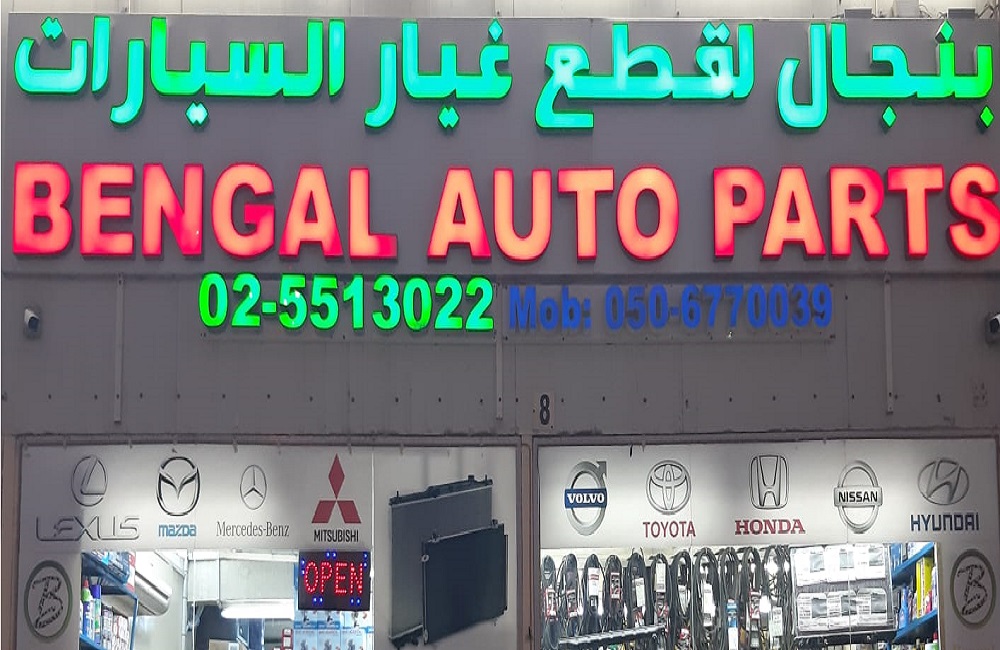 بنجال لقطع غيار السيارات
BENGAL AUTO PARTS
02-5513022 Mob: 050-6770039
8
LEXUS mazda Mercedes-Benz MITSUBISHI
VOLVO TOYOTA HONDA NISSAN HYUNDAI
OPEN
B
B